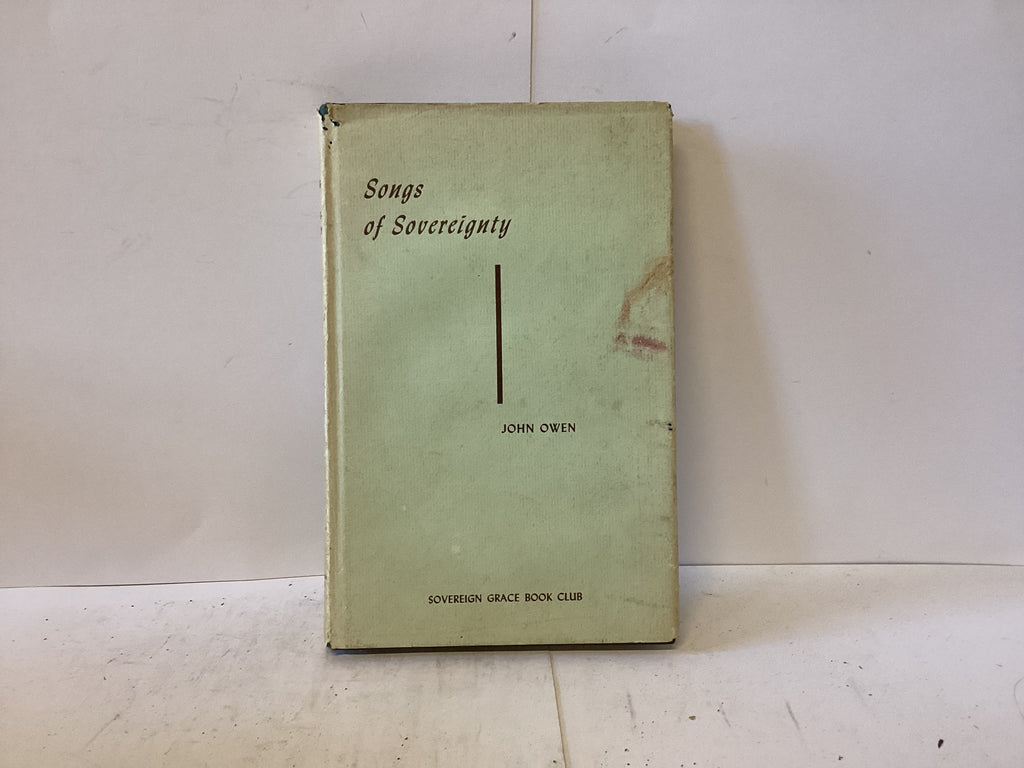 Songs
of Sovereignty
JOHN OWEN
SOVEREIGN GRACE BOOK CLUB